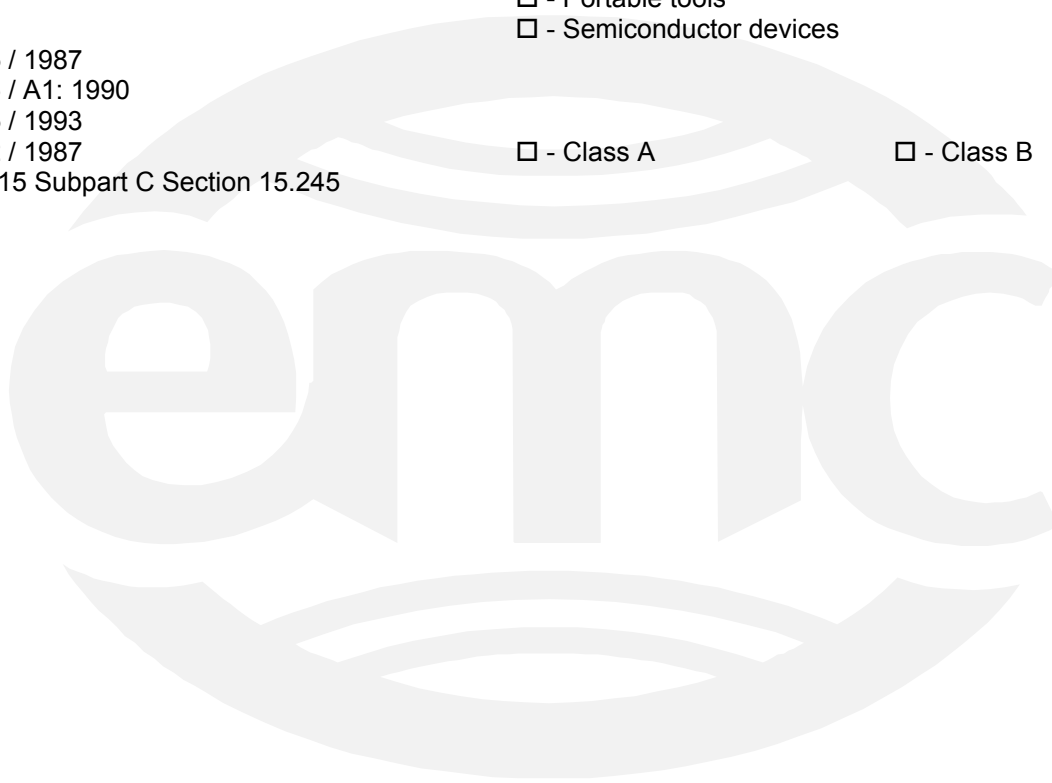 ☐ - Portable tools
☐ - Semiconductor devices
/ 1987
/ A1: 1990
/ 1993
/ 1987 ☐ - Class A ☐ - Class B
15 Subpart C Section 15.245
emc